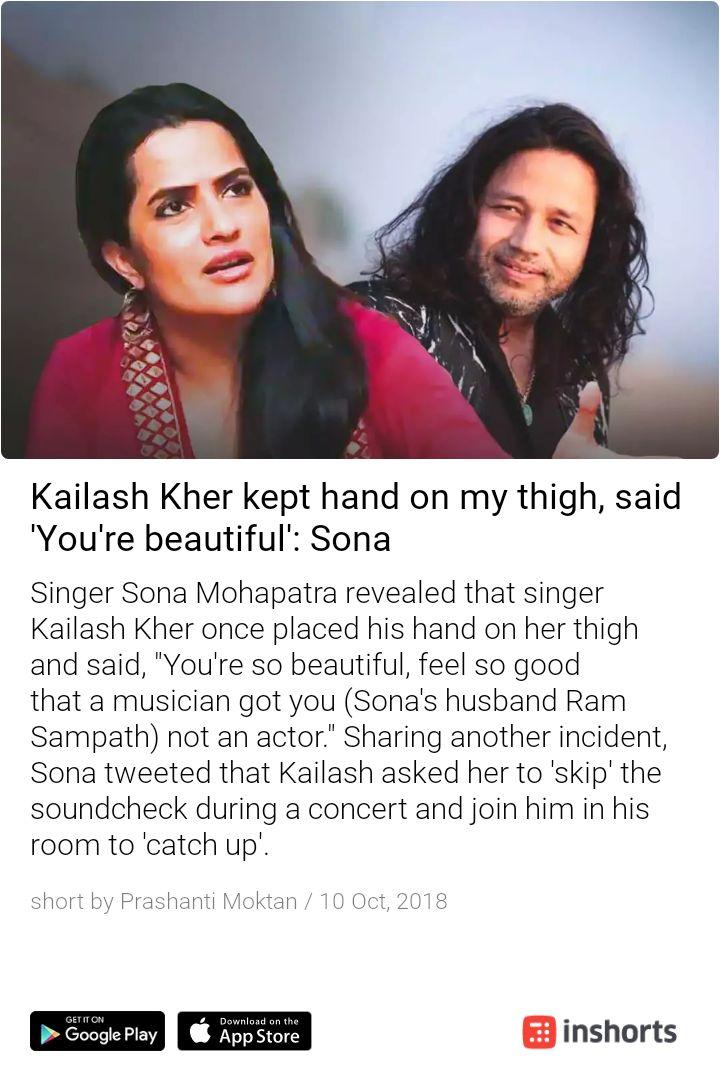 Kailash Kher kept hand on my thigh, said
'You're beautiful': Sona
Singer Sona Mohapatra revealed that singer
Kailash Kher once placed his hand on her thigh
and said, "You're so beautiful, feel so good
that a musician got you (Sona's husband Ram
Sampath) not an actor." Sharing another incident,
Sona tweeted that Kailash asked her to 'skip' the
soundcheck during a concert and join him in his
room to 'catch up'.
short by Prashanti Moktan / 10 Oct, 2018
GET IT ON
Google Play
Download on the
App Store
inshorts